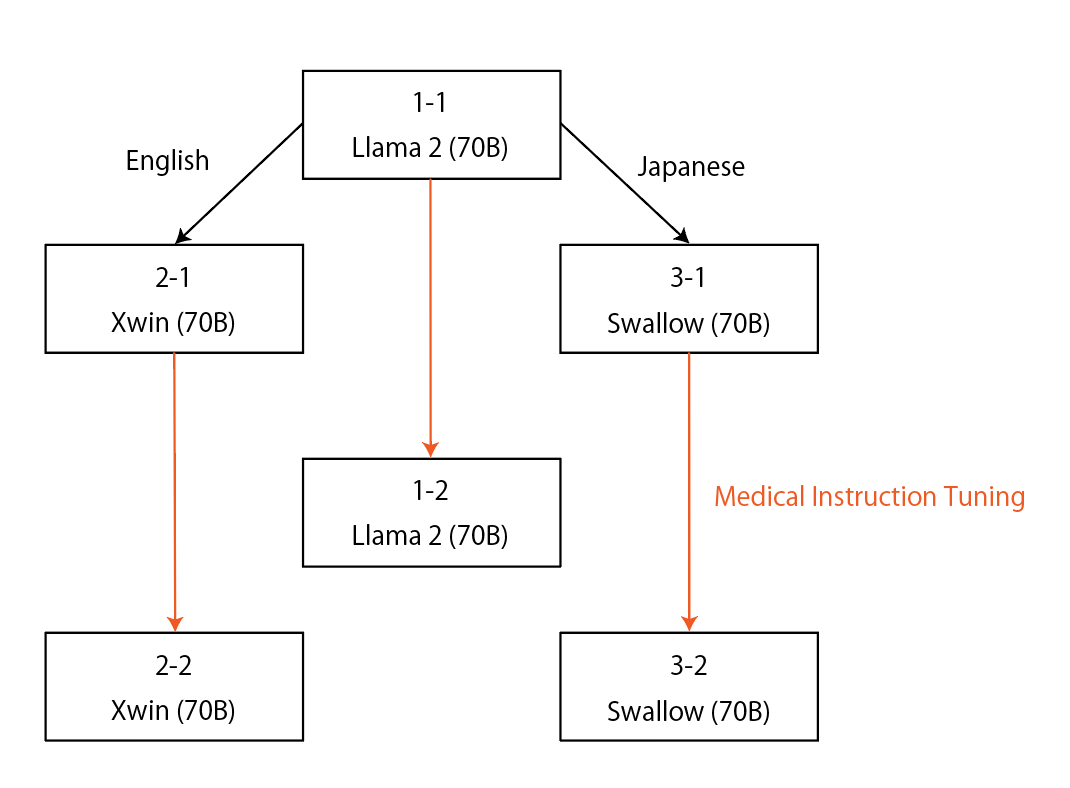 1-1
Llama 2 (70B)
English
Japanese
2-1
Xwin (70B)
3-1
Swallow (70B)
1-2
Llama 2 (70B)
Medical Instruction Tuning
2-2
Xwin (70B)
3-2
Swallow (70B)